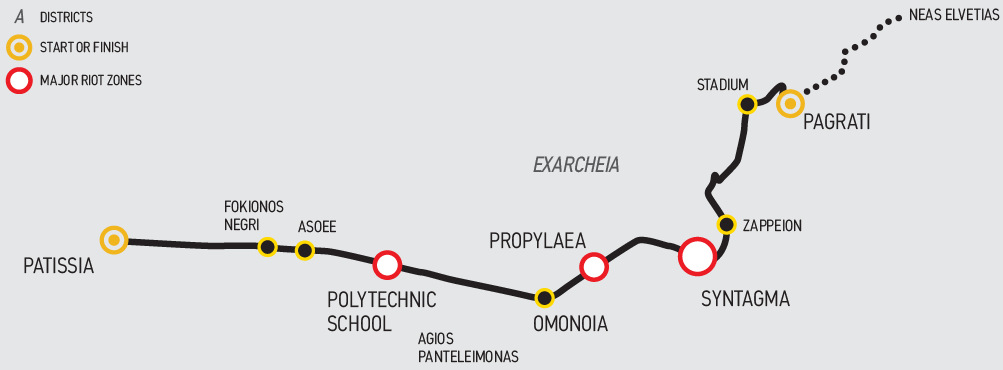 A DISTRICTS
START OR FINISH
MAJOR RIOT ZONES
NEAS ELVETIAS
STADIUM
PAGRATI
EXARCHEIA
FOKIONOS
NEGRI
ASOEE
PROPYLAEA
ZAPPEION
PATISSIA
POLYTECHNIC
SCHOOL
OMONOIA
SYNTAGMA
AGIOS
PANTELEIMONAS